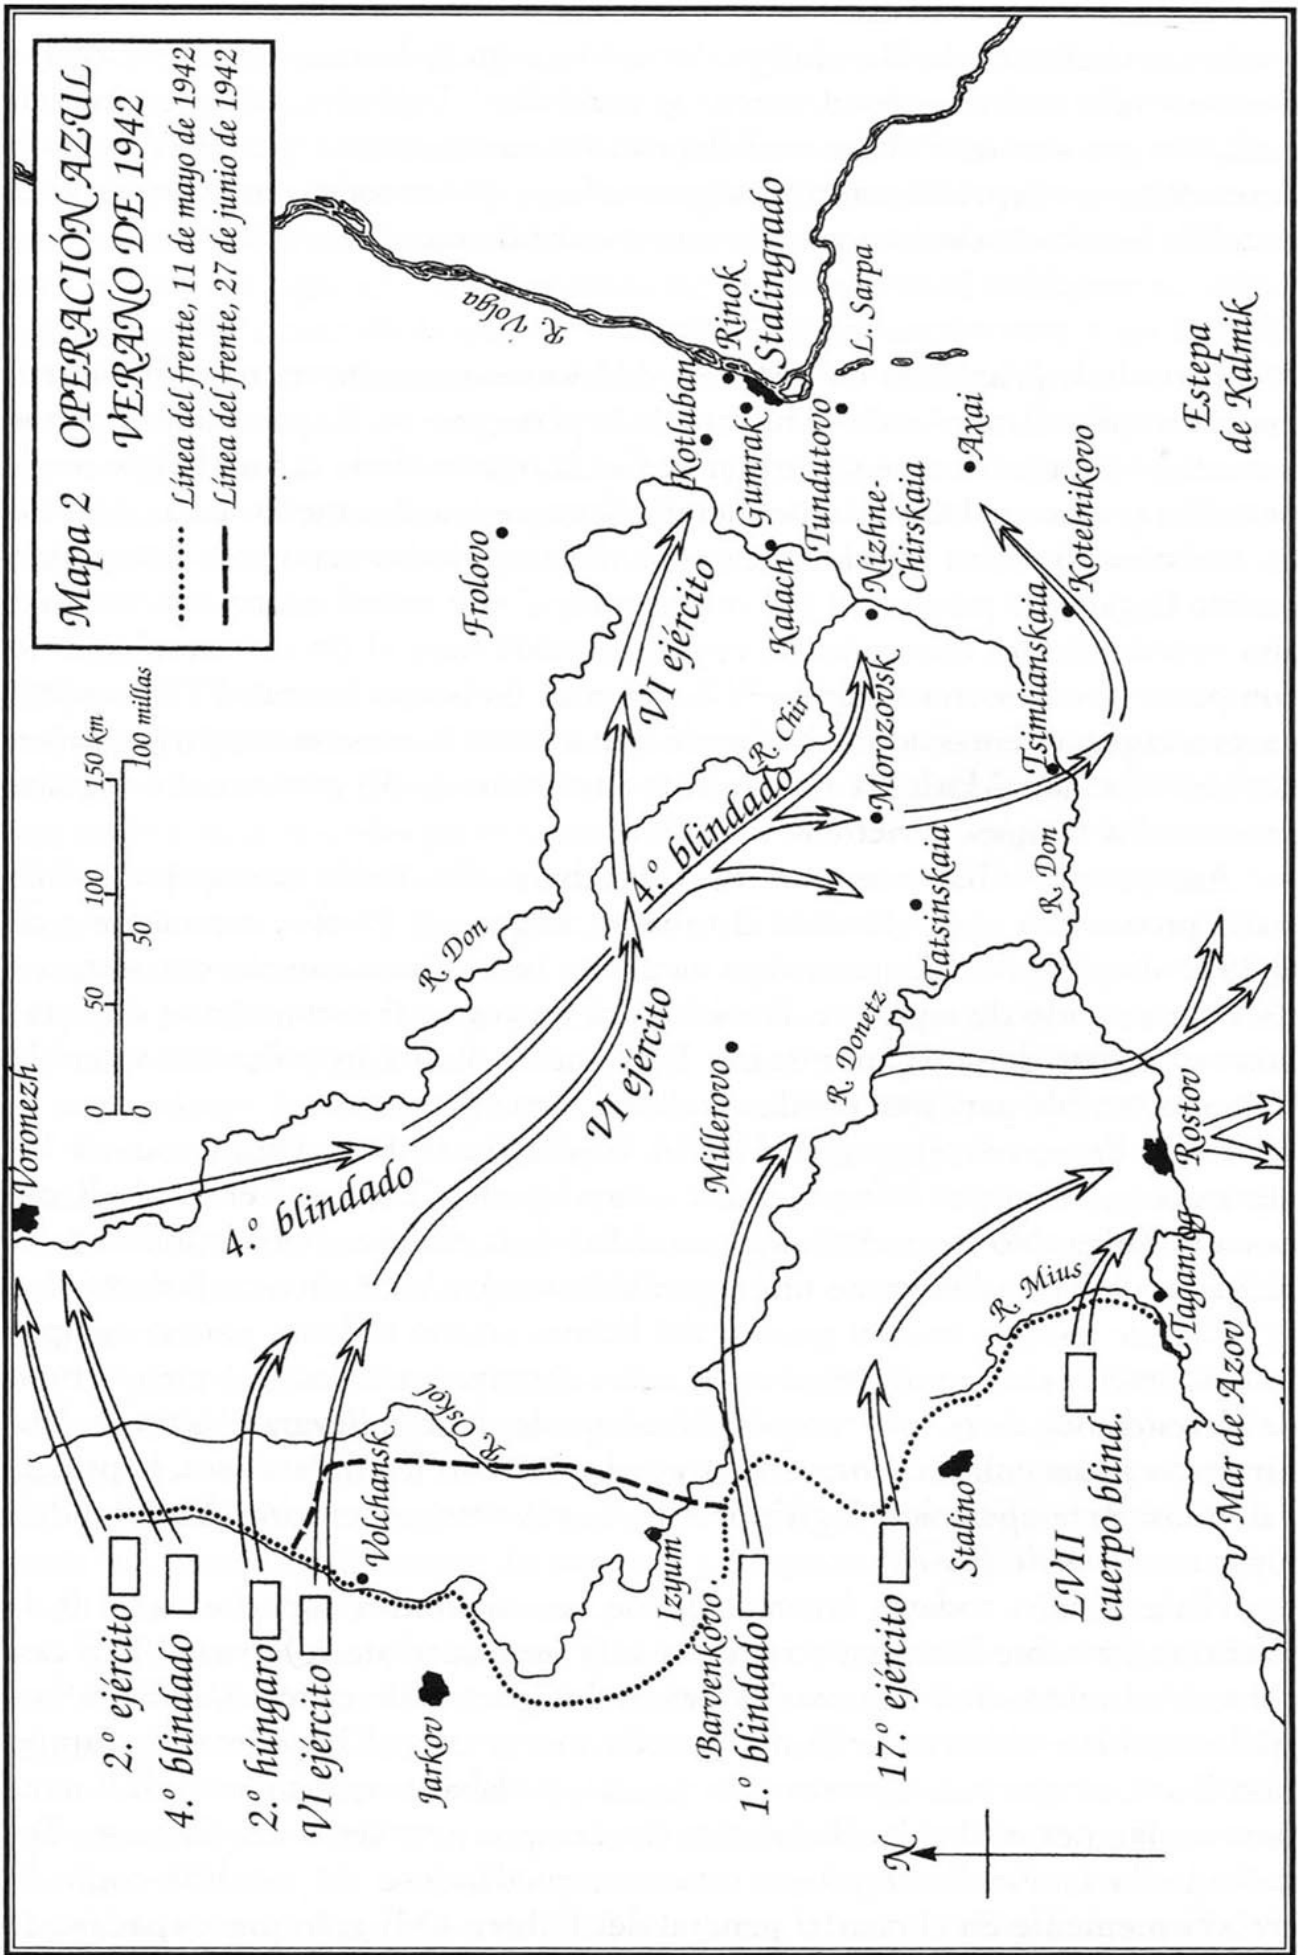 Mapa 2 OPERACIÓN AZUL
VERANO DE 1942
Línea del frente, 11 de mayo de 1942
Línea del frente, 27 de junio de 1942
0 50 100 150 km
0 50 100 millas
Voronezh
2.º ejército
4.º blindado
2.º hungaro
VI ejército
Jarkov
Volchansk
R. Oskol
Izyum
Barvenkovo
1.º blindado
17.º ejército
Stalino
LVII
cuerpo blind.
N
4.º blindado
VI ejército
R. Don
Millerovo
R. Donetz
R. Mius
Taganrog
Mar de Azov
Rostov
4.º blindado
VI ejército
R. Chir
Morozovsk
Tatsinskaia
R. Don
Tsimlianskaia
Frolovo
Kalach
Nizhne-
Chirskaia
Kotelnikovo
Axai
Kotluban
Gumrak
Tundutovo
Rinok
Stalingrado
R. Volga
L. Sarpa
Estepa
de Kalmik